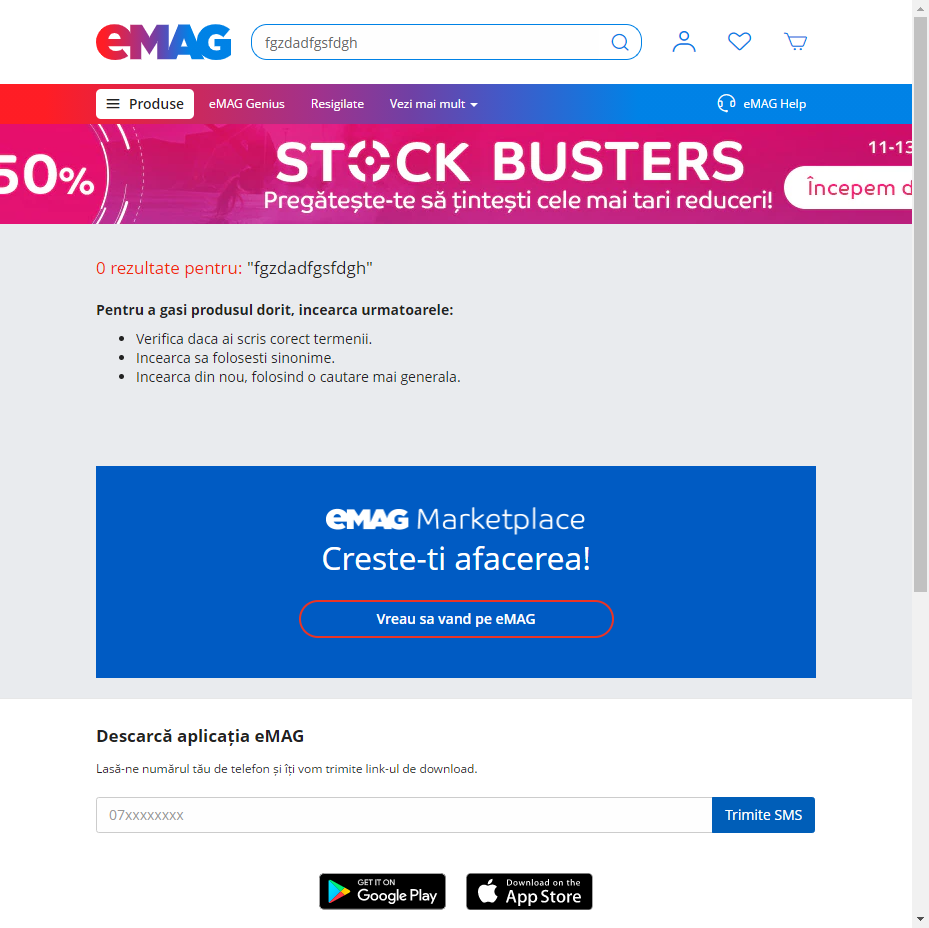 eMAG
fgzdadfgsfdgh
Produse
eMAG Genius
Resigilate
Vezi mai mult
eMAG Help
50%
STOCK BUSTERS
Pregătește-te să țintești cele mai tari reduceri!
11-13
Începem d
0 rezultate pentru: "fgzdadfgsfdgh"
Pentru a gasi produsul dorit, incearca urmatoarele:
Verifica daca ai scris corect termenii.
Incearca sa folosesti sinonime.
Incearca din nou, folosind o cautare mai generala.
eMAG Marketplace
Creste-ti afacerea!
Vreau sa vand pe eMAG
Descarcă aplicația eMAG
Lasă-ne numărul tău de telefon și îți vom trimite link-ul de download.
07xxxxxxxx
Trimite SMS
GET IT ON
Google Play
Download on the
App Store